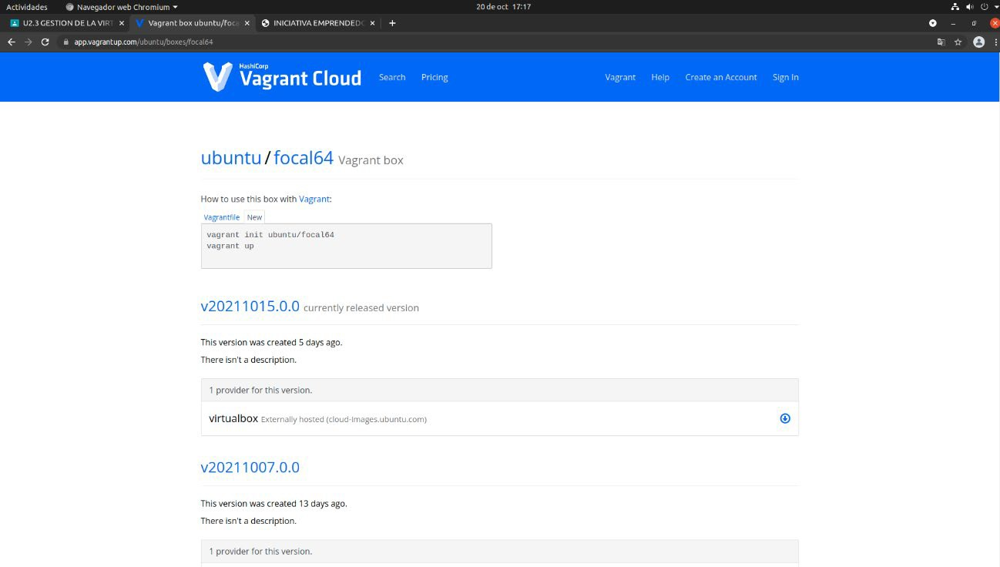 Actividades Navegador web Chromium 20 de oct 17:17
U2.3 GESTION DE LA VIRT Vagrant box ubuntu/foca INICIATIVA EMPRENDEDO
app.vagrantup.com/ubuntu/boxes/focal64
HashiCorp
Vagrant Cloud Search Pricing Vagrant Help Create an Account Sign In
ubuntu/focal64 Vagrant box
How to use this box with Vagrant:
Vagrantfile New
vagrant init ubuntu/focal64
vagrant up
v20211015.0.0 currently released version
This version was created 5 days ago.
There isn't a description.
1 provider for this version.
virtualbox Externally hosted (cloud-images.ubuntu.com)
v20211007.0.0
This version was created 13 days ago.
There isn't a description.
1 provider for this version.